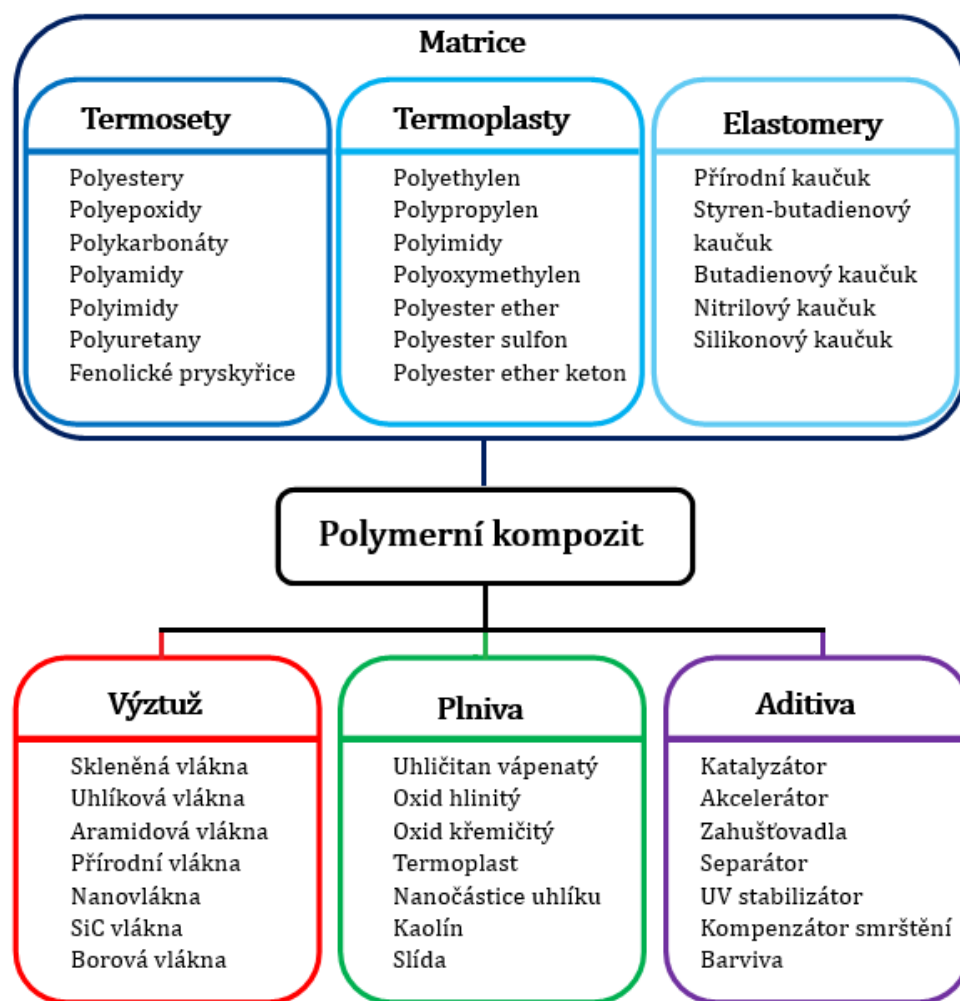 Matrice
Termosety
Polyestery
Polyepoxidy
Polykarbonáty
Polyamidy
Polyimidy
Polyuretany
Fenolické pryskyřice
Termoplasty
Polyethylen
Polypropylen
Polyimidy
Polyoxymethylen
Polyester ether
Polyester sulfon
Polyester ether keton
Elastomery
Přírodní kaučuk
Styren-butadienový
kaučuk
Butadienový kaučuk
Nitrilový kaučuk
Silikonový kaučuk
Polymerní kompozit
Výztuž
Skleněná vlákna
Uhlíková vlákna
Aramidová vlákna
Přírodní vlákna
Nanovlákna
SiC vlákna
Borová vlákna
Plniva
Uhličitan vápenatý
Oxid hlinitý
Oxid křemičitý
Termoplast
Nanočástice uhlíku
Kaolín
Slída
Aditiva
Katalyzátor
Akcelerátor
Zahušťovadla
Separátor
UV stabilizátor
Kompenzátor smrštění
Barviva